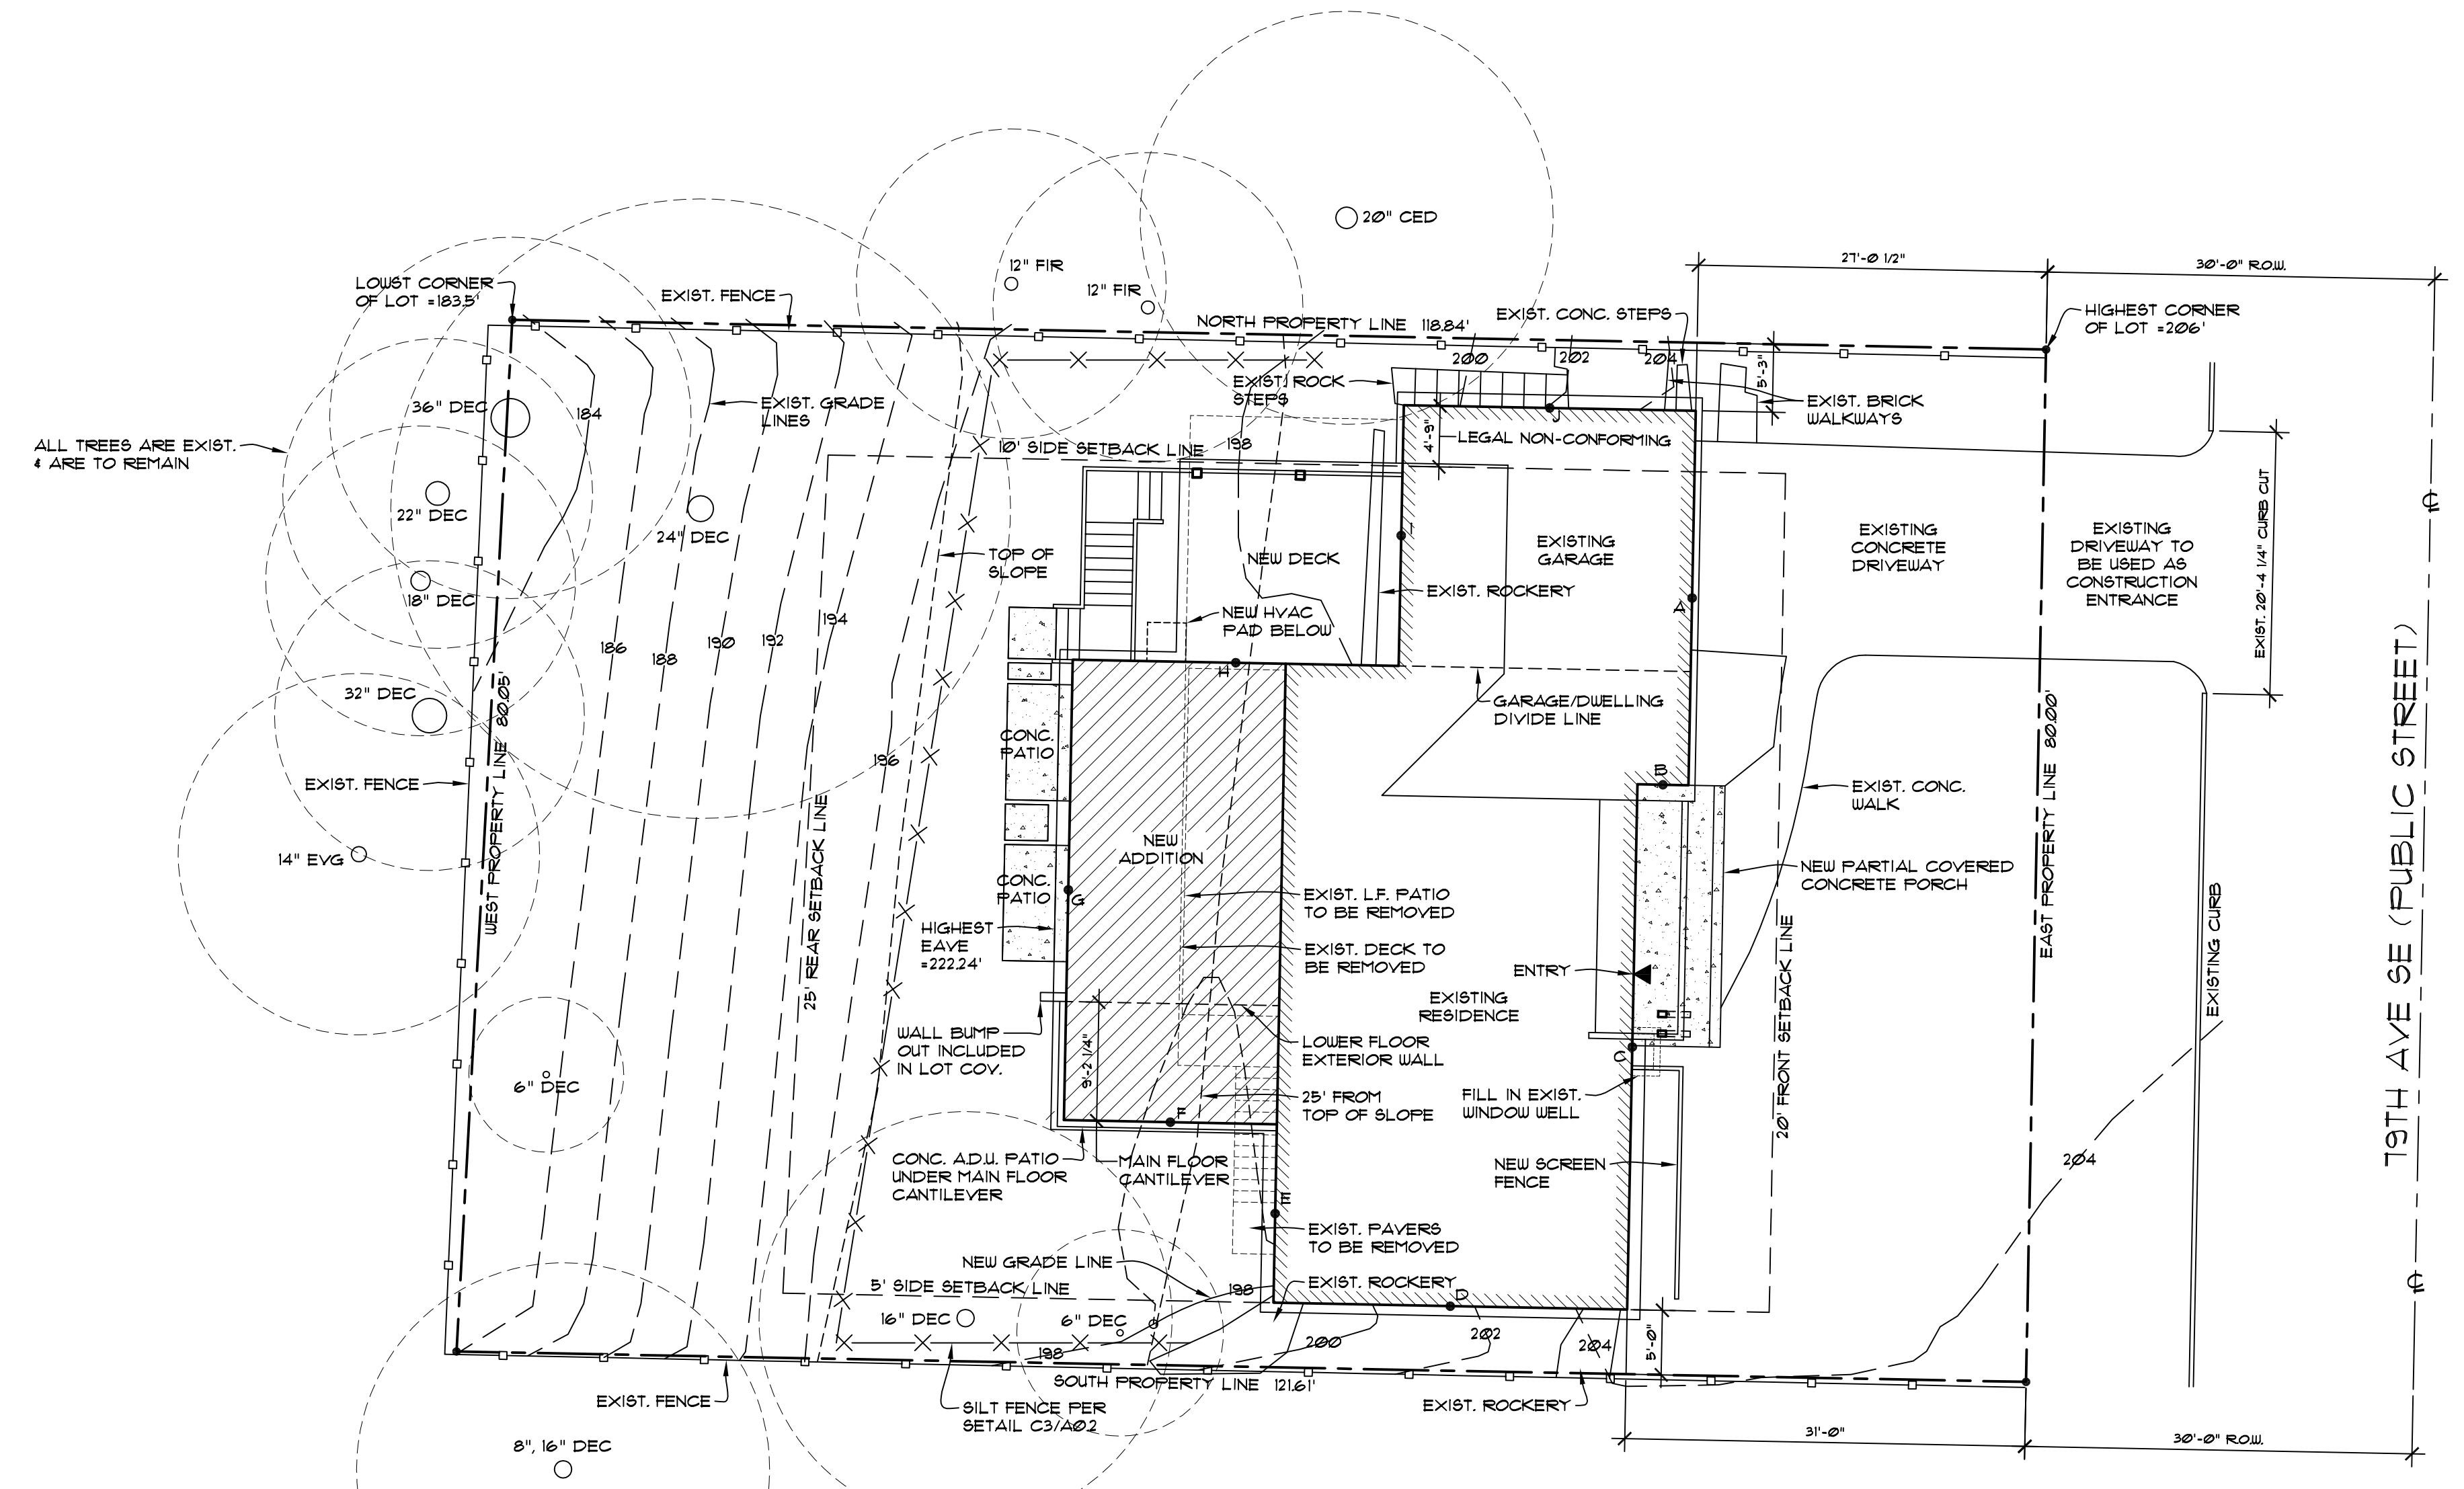 20" CED
12" FIR
12" FIR
27'-0 1/2"
30'-0" R.O.W.
LOWST CORNER
OF LOT =183.5'
EXIST. FENCE
NORTH PROPERTY LINE 118.84'
EXIST. CONC. STEPS
HIGHEST CORNER
OF LOT =206'
200
202
204
5'-3"
EXIST. ROCK
STEPS
36" DEC
184
EXIST. GRADE
LINES
EXIST. BRICK
WALKWAYS
ALL TREES ARE EXIST.
& ARE TO REMAIN
10' SIDE SETBACK LINE
198
4'-9"
J
LEGAL NON-CONFORMING
22" DEC
24" DEC
TOP OF
SLOPE
NEW DECK
I
EXISTING
GARAGE
EXISTING
CONCRETE
DRIVEWAY
EXISTING
DRIVEWAY TO
BE USED AS
CONSTRUCTION
ENTRANCE
EXIST. 20'-4 1/4" CURB CUT
18" DEC
EXIST. ROCKERY
A
NEW HVAC
PAD BELOW
186
188
190
192
194
196
H
32" DEC
WEST PROPERTY LINE 80.05'
GARAGE/DWELLING
DIVIDE LINE
CONC.
PATIO
EXIST. FENCE
B
EXIST. CONC.
WALK
EAST PROPERTY LINE 80.00'
79TH AVE SE (PUBLIC STREET)
14" EVG
25' REAR SETBACK LINE
NEW
ADDITION
NEW PARTIAL COVERED
CONCRETE PORCH
CONC.
PATIO
G
EXIST. L.F. PATIO
TO BE REMOVED
HIGHEST
EAVE
=222.24'
EXIST. DECK TO
BE REMOVED
ENTRY
EXISTING
RESIDENCE
20' FRONT SETBACK LINE
EXISTING CURB
WALL BUMP
OUT INCLUDED
IN LOT COV.
9'-2 1/4"
LOWER FLOOR
EXTERIOR WALL
C
6" DEC
25' FROM
TOP OF SLOPE
FILL IN EXIST.
WINDOW WELL
F
CONC. A.D.U. PATIO
UNDER MAIN FLOOR
CANTILEVER
MAIN FLOOR
CANTILEVER
NEW SCREEN
FENCE
204
E
EXIST. PAVERS
TO BE REMOVED
NEW GRADE LINE
5' SIDE SETBACK LINE
198
EXIST. ROCKERY
D
16" DEC
6" DEC
198
200
202
204
5'-0"
SOUTH PROPERTY LINE 121.61'
EXIST. FENCE
SILT FENCE PER
SETAIL C3/A0.2
EXIST. ROCKERY
31'-0"
30'-0" R.O.W.
8", 16" DEC